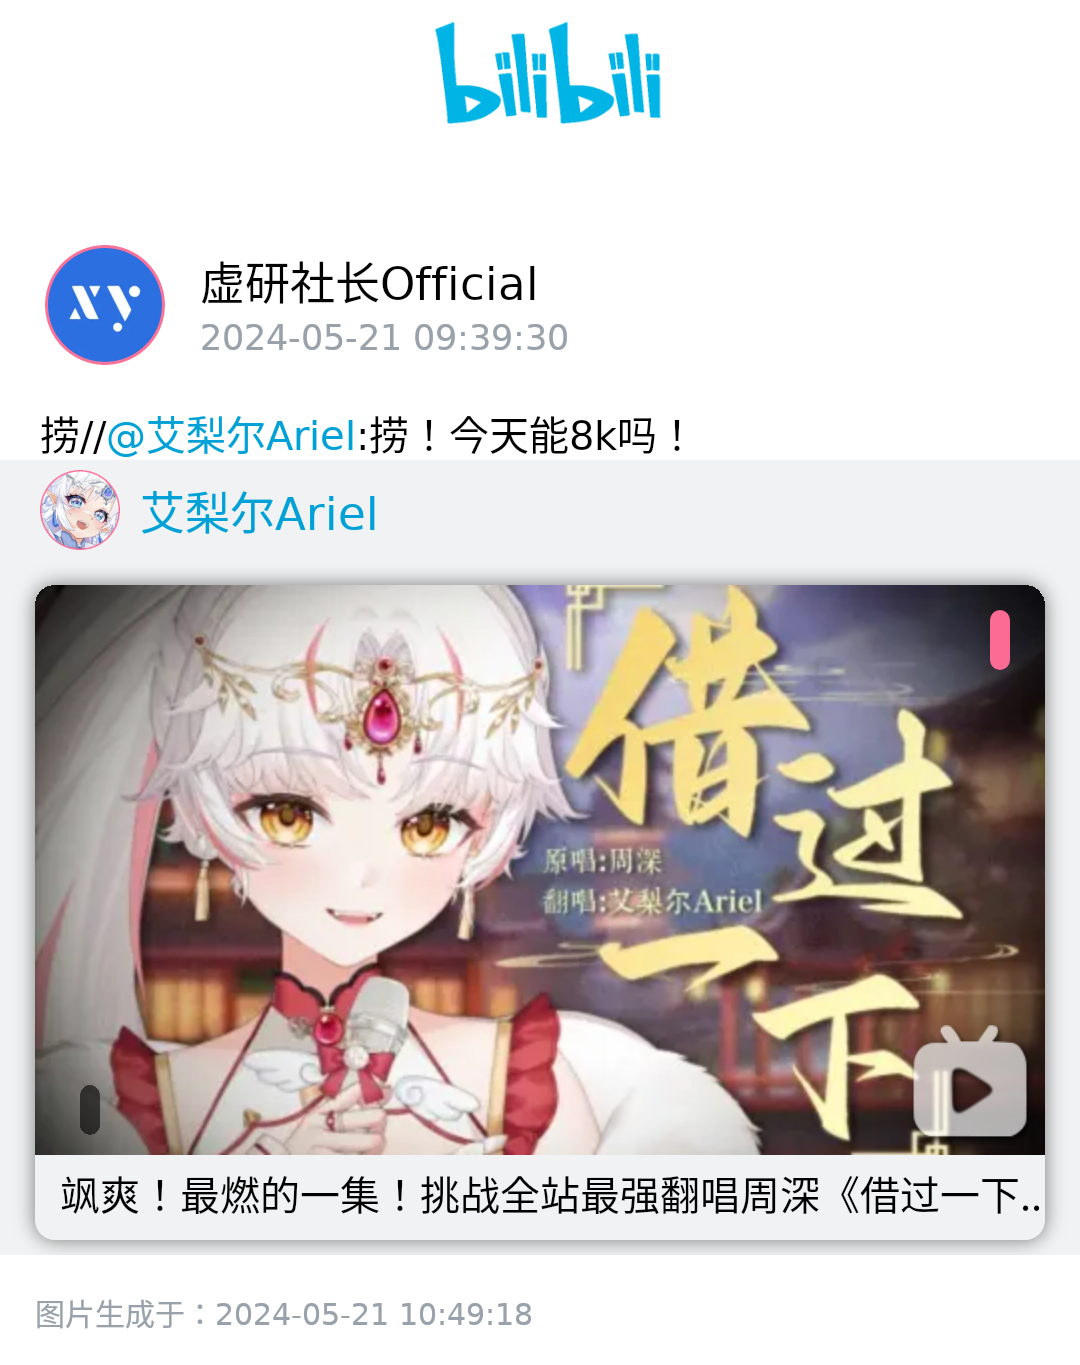 bilibili
xy
虚研社长Official
2024-05-21 09:39:30
捞//@艾梨尔Ariel:捞！今天能8k吗！
艾梨尔Ariel
借过一下
原唱:周深
翻唱:艾梨尔Ariel
飒爽！最燃的一集！挑战全站最强翻唱周深《借过一下..
图片生成于：2024-05-21 10:49:18